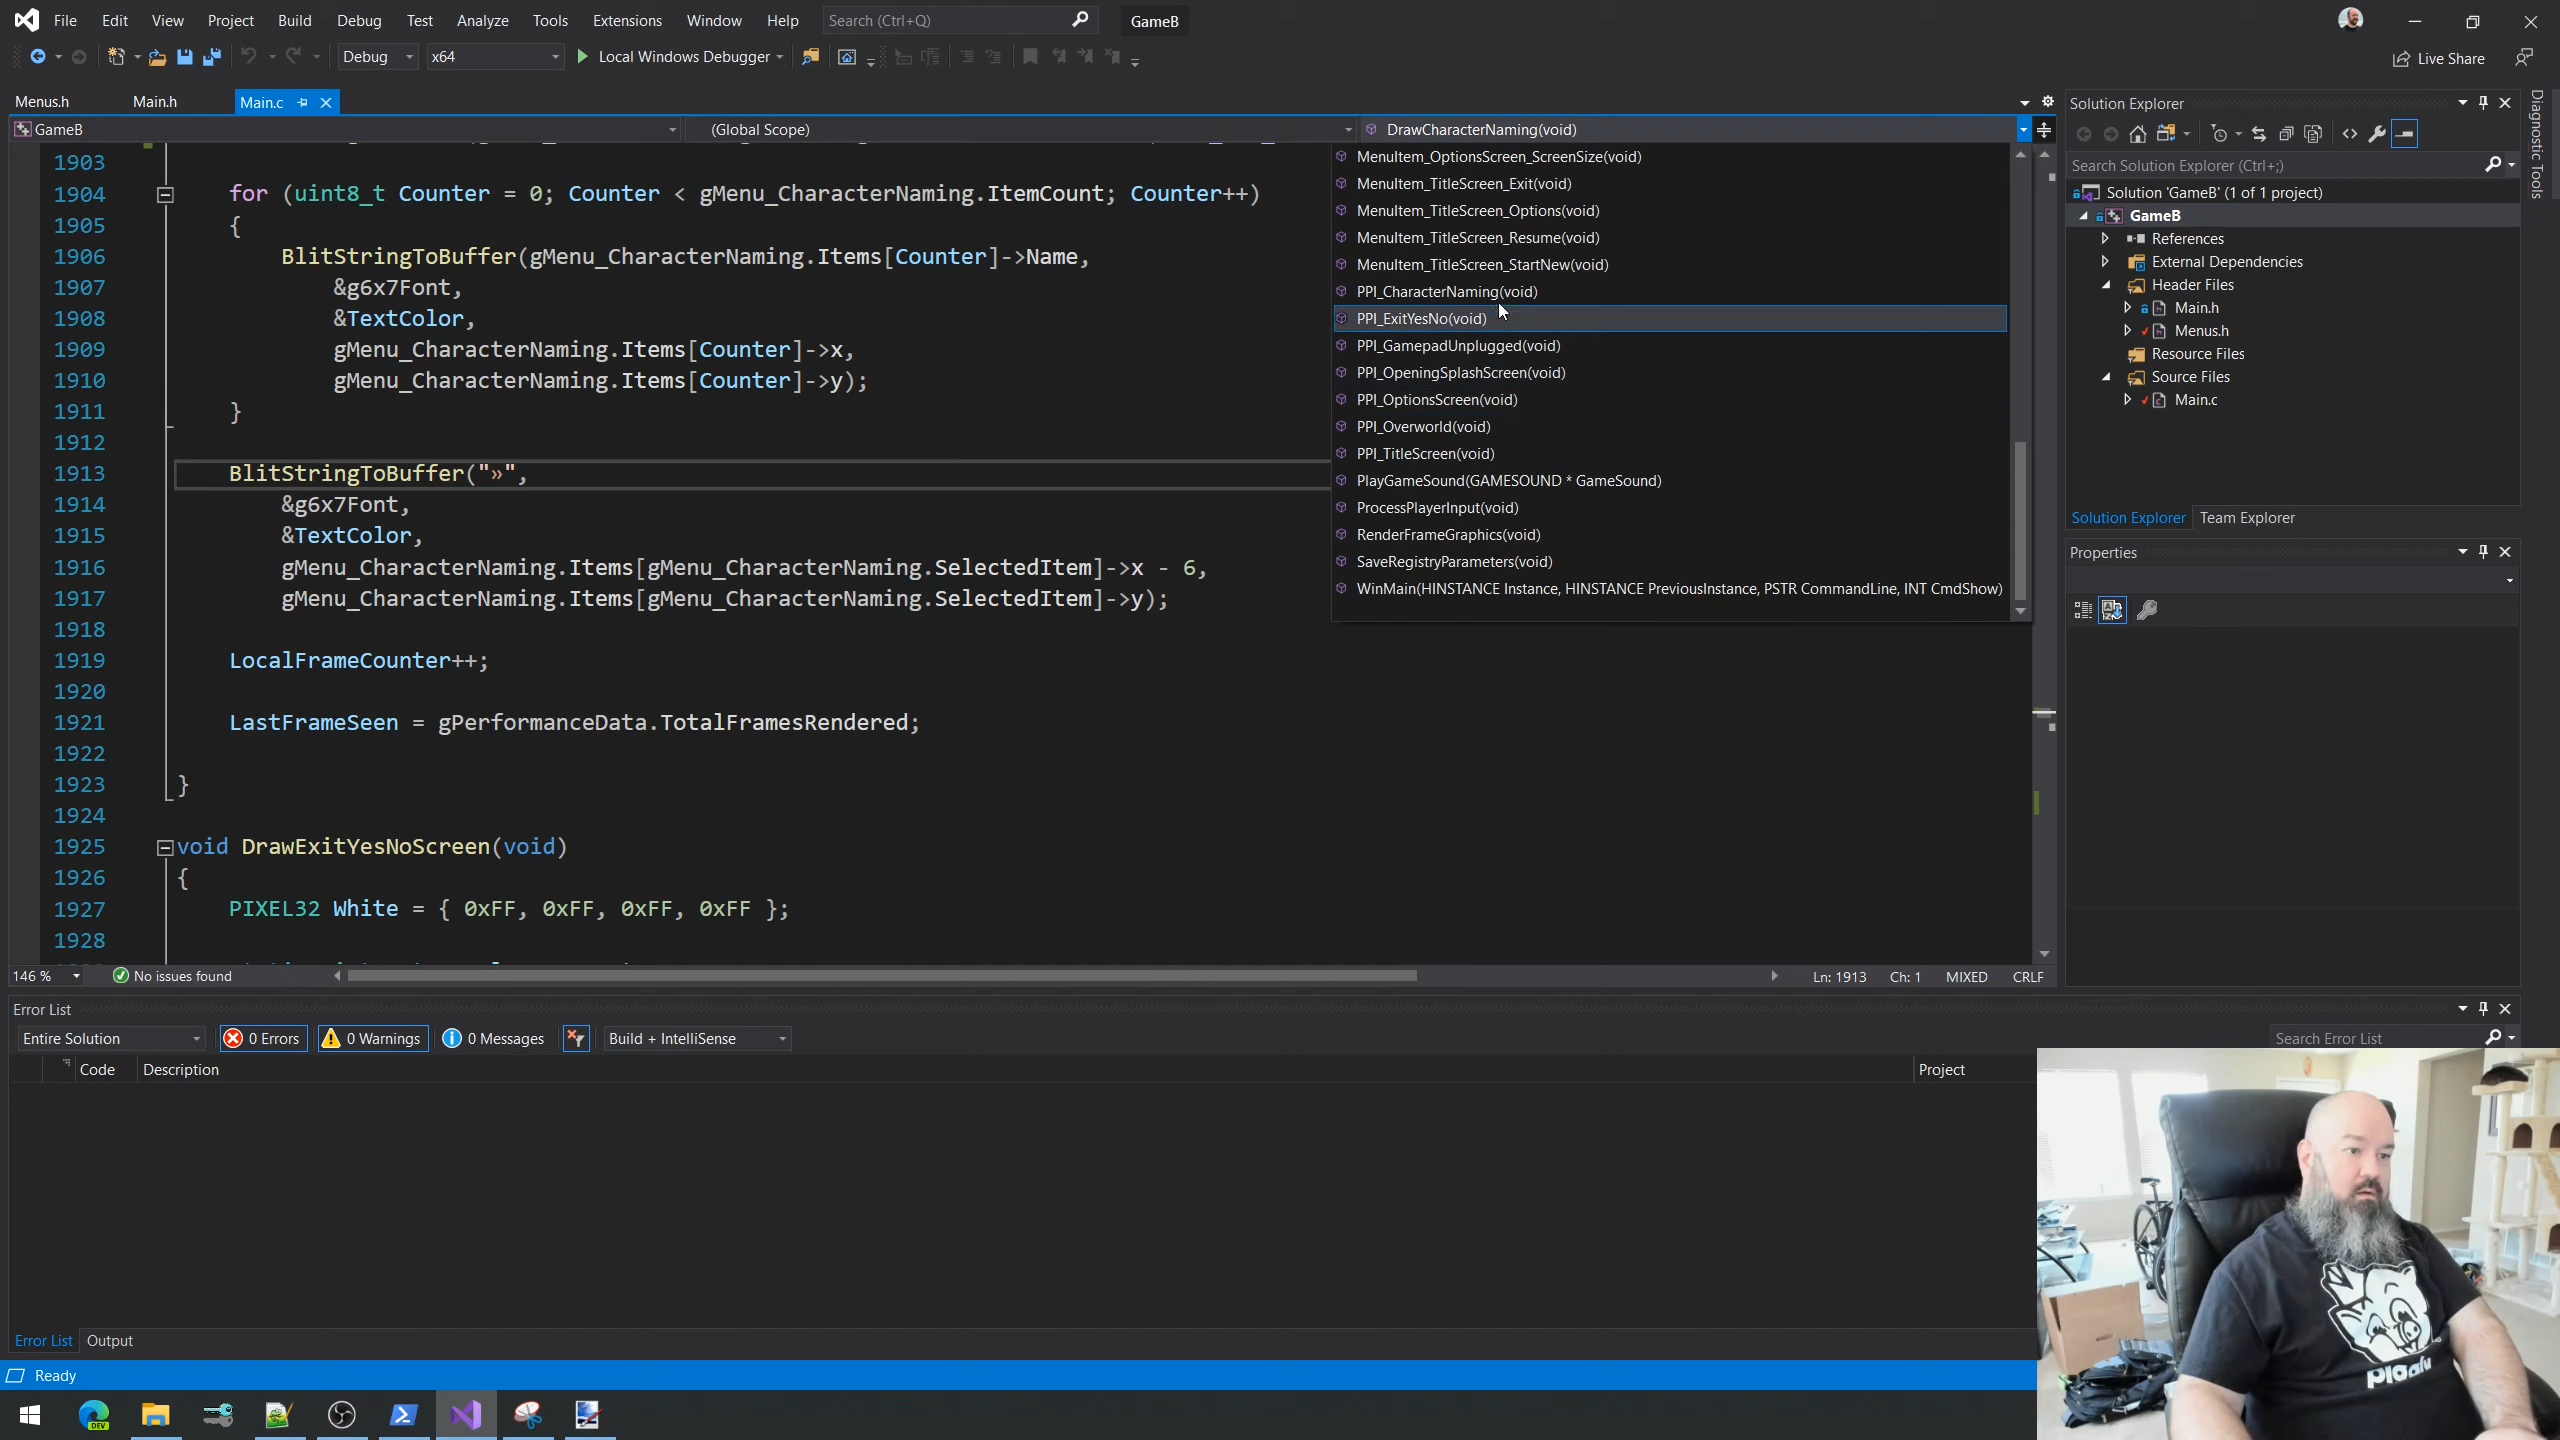 File Edit View Project Build Debug Test Analyze Tools Extensions Window Help Search (Ctrl+Q) GameB
Debug x64 Local Windows Debugger Live Share
Menus.h Main.h Main.c
GameB (Global Scope) DrawCharacterNaming(void)
1903
1904 for (uint8_t Counter = 0; Counter < gMenu_CharacterNaming.ItemCount; Counter++)
1905 {
1906 BlitStringToBuffer(gMenu_CharacterNaming.Items[Counter]->Name,
1907 &g6x7Font,
1908 &TextColor,
1909 gMenu_CharacterNaming.Items[Counter]->x,
1910 gMenu_CharacterNaming.Items[Counter]->y);
1911 }
1912
1913 BlitStringToBuffer("»",
1914 &g6x7Font,
1915 &TextColor,
1916 gMenu_CharacterNaming.Items[gMenu_CharacterNaming.SelectedItem]->x - 6,
1917 gMenu_CharacterNaming.Items[gMenu_CharacterNaming.SelectedItem]->y);
1918
1919 LocalFrameCounter++;
1920
1921 LastFrameSeen = gPerformanceData.TotalFramesRendered;
1922
1923 }
1924
1925 void DrawExitYesNoScreen(void)
1926 {
1927 PIXEL32 White = { 0xFF, 0xFF, 0xFF, 0xFF };
1928
MenuItem_OptionsScreen_ScreenSize(void)
MenuItem_TitleScreen_Exit(void)
MenuItem_TitleScreen_Options(void)
MenuItem_TitleScreen_Resume(void)
MenuItem_TitleScreen_StartNew(void)
PPI_CharacterNaming(void)
PPI_ExitYesNo(void)
PPI_GamepadUnplugged(void)
PPI_OpeningSplashScreen(void)
PPI_OptionsScreen(void)
PPI_Overworld(void)
PPI_TitleScreen(void)
PlayGameSound(GAMESOUND * GameSound)
ProcessPlayerInput(void)
RenderFrameGraphics(void)
SaveRegistryParameters(void)
WinMain(HINSTANCE Instance, HINSTANCE PreviousInstance, PSTR CommandLine, INT CmdShow)
146 % No issues found Ln: 1913 Ch: 1 MIXED CRLF
Solution Explorer
Search Solution Explorer (Ctrl+;)
Solution 'GameB' (1 of 1 project)
GameB
References
External Dependencies
Header Files
Main.h
Menus.h
Resource Files
Source Files
Main.c
Solution Explorer Team Explorer
Properties
Diagnostic Tools
Error List
Entire Solution 0 Errors 0 Warnings 0 Messages Build + IntelliSense Search Error List
Code Description Project
Error List Output
Ready
DEV